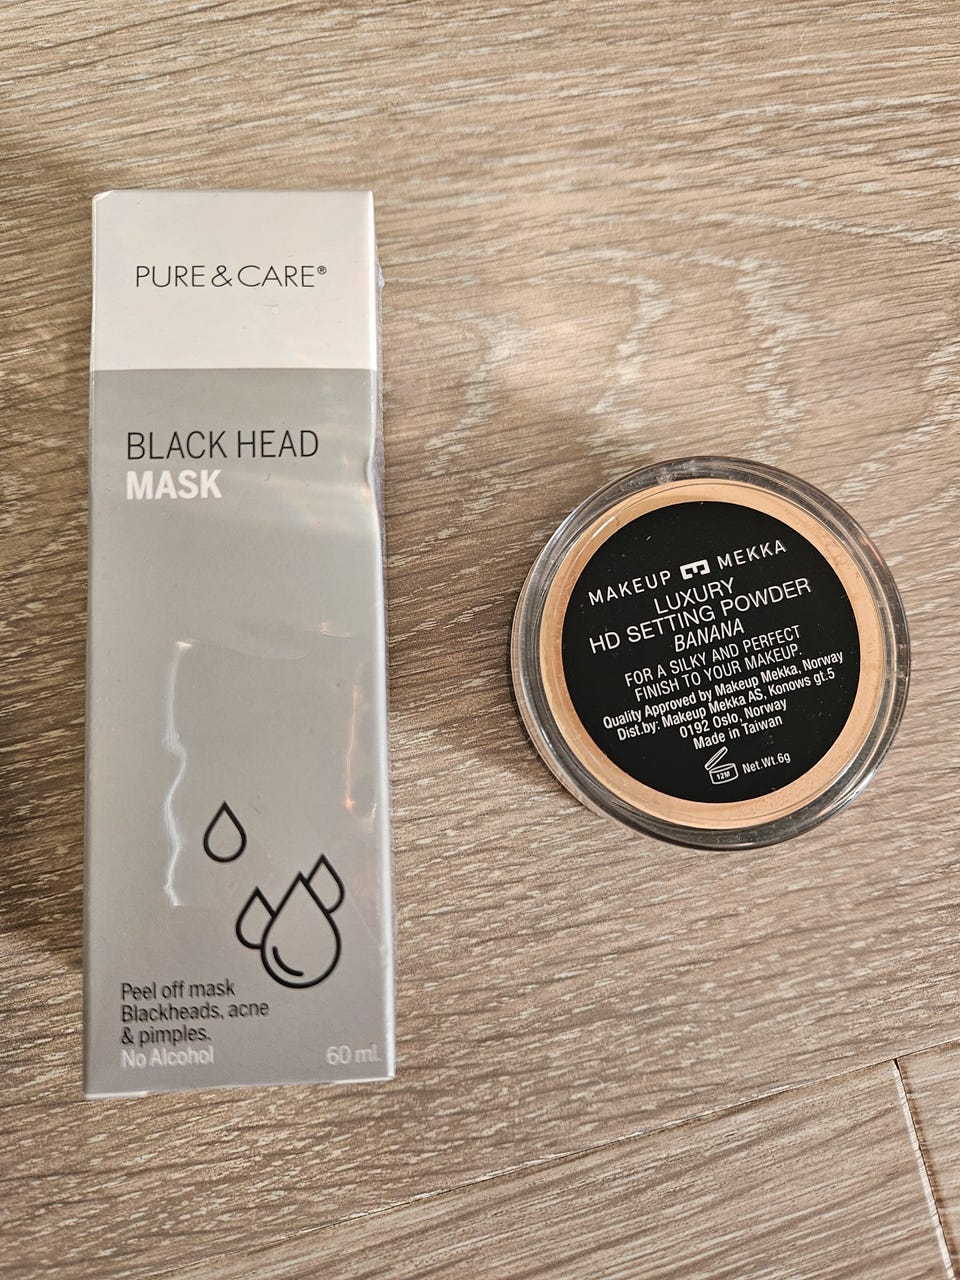 PURE & CARE®
BLACK HEAD
MASK
Peel off mask
Blackheads, acne
& pimples.
No Alcohol
60 ml
MAKEUP MEKKA
LUXURY
HD SETTING POWDER
BANANA
FOR A SILKY AND PERFECT
FINISH TO YOUR MAKEUP.
Quality Approved by Makeup Mekka, Norway
Dist.by: Makeup Mekka AS, Konows gt.5
0192 Oslo, Norway
Made in Taiwan
12M Net.Wt.6g